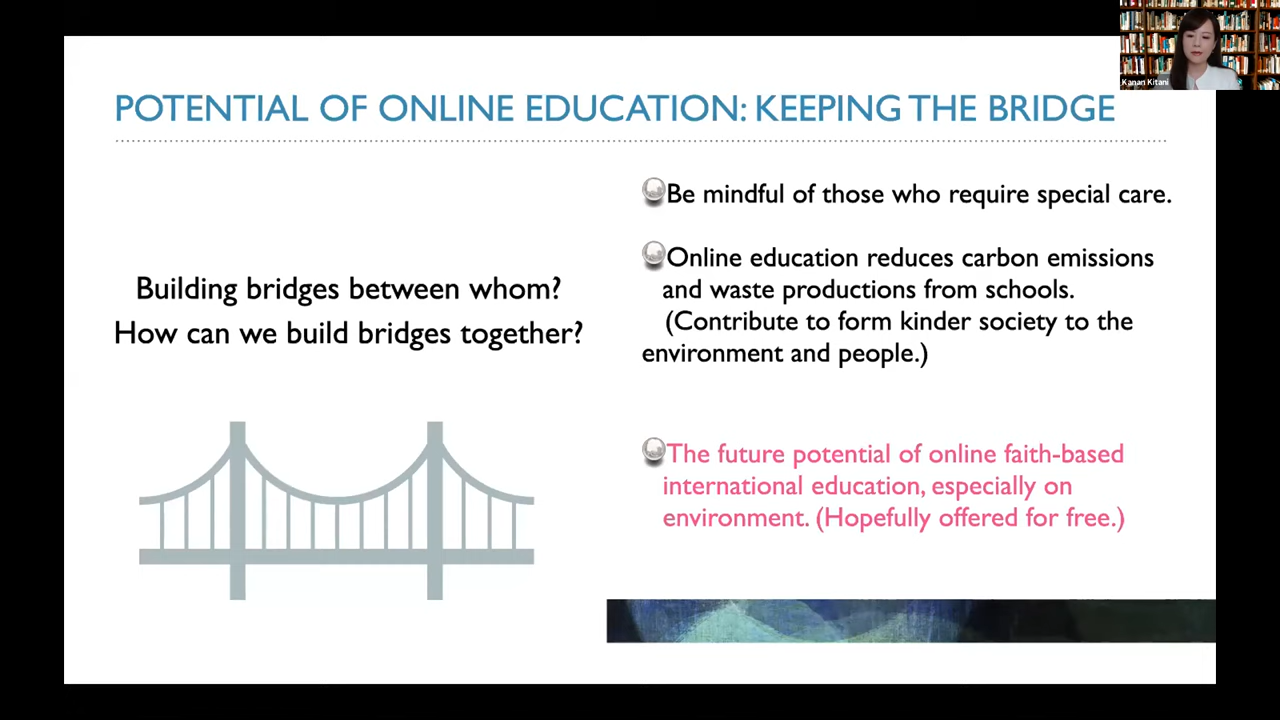 Kanan Kitani
POTENTIAL OF ONLINE EDUCATION: KEEPING THE BRIDGE
Building bridges between whom?
How can we build bridges together?
Be mindful of those who require special care.
Online education reduces carbon emissions
and waste productions from schools.
(Contribute to form kinder society to the
environment and people.)
The future potential of online faith-based
international education, especially on
environment. (Hopefully offered for free.)